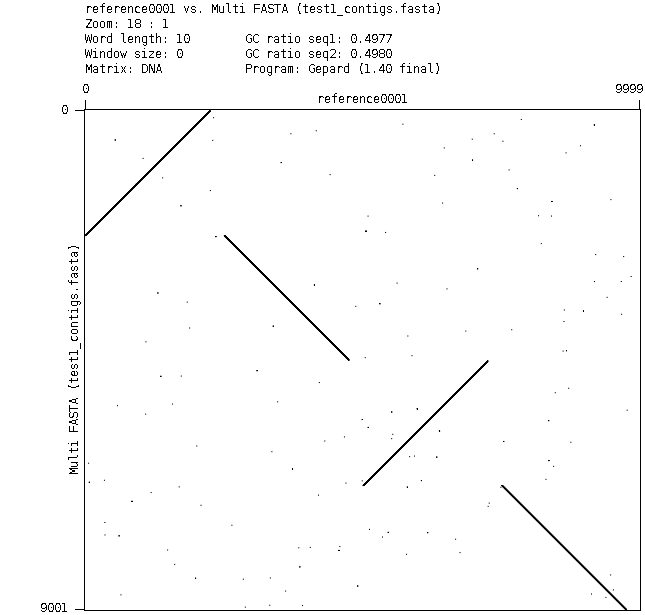 reference0001 vs. Multi FASTA (test1_contigs.fasta)
Zoom: 18 : 1
Word length: 10 GC ratio seq1: 0.4977
Window size: 0 GC ratio seq2: 0.4980
Matrix: DNA Program: Gepard (1.40 final)
0 9999
reference0001
0
Multi FASTA (test1_contigs.fasta)
9001